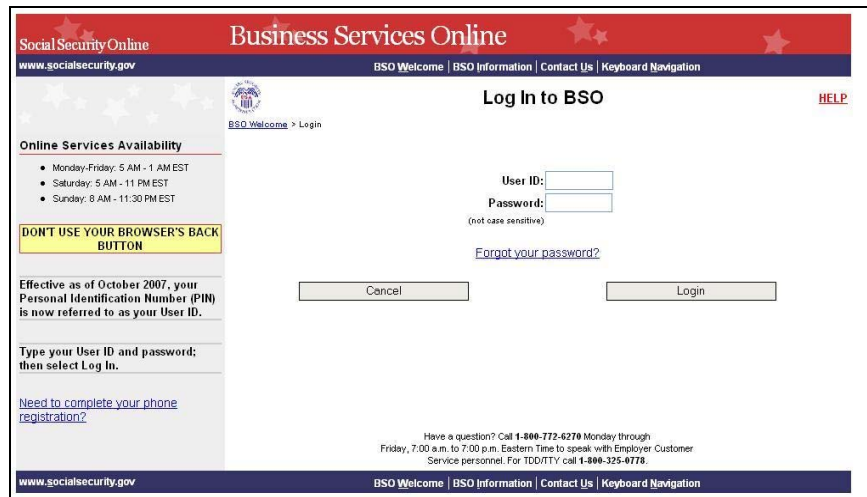 Social Security Online
Business Services Online
www.socialsecurity.gov
BSO Welcome | BSO Information | Contact Us | Keyboard Navigation
Log In to BSO
HELP
BSO Welcome > Login
Online Services Availability
• Monday-Friday: 5 AM - 1 AM EST
• Saturday: 5 AM - 11 PM EST
• Sunday: 8 AM - 11:30 PM EST
DON'T USE YOUR BROWSER'S BACK
BUTTON
Effective as of October 2007, your
Personal Identification Number (PIN)
is now referred to as your User ID.
Type your User ID and password;
then select Log In.
Need to complete your phone
registration?
User ID:
Password:
(not case sensitive)
Forgot your password?
Cancel
Login
Have a question? Call 1-800-772-6270 Monday through
Friday, 7:00 a.m. to 7:00 p.m. Eastern Time to speak with Employer Customer
Service personnel. For TDD/TTY call 1-800-325-0778.
www.socialsecurity.gov
BSO Welcome | BSO Information | Contact Us | Keyboard Navigation